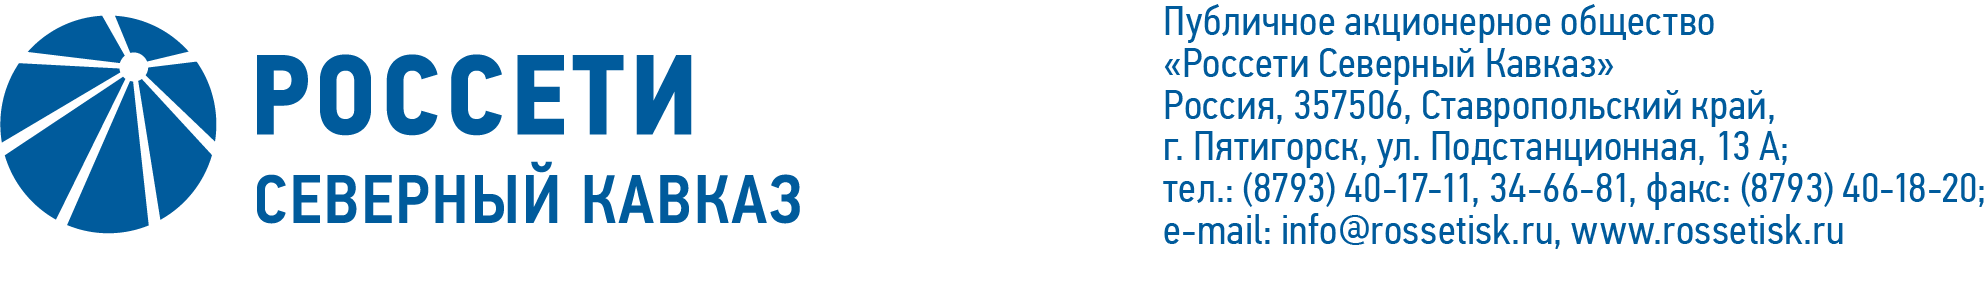 РОССЕТИ
СЕВЕРНЫЙ КАВКАЗ
Публичное акционерное общество
«Россети Северный Кавказ»
Россия, 357506, Ставропольский край,
г. Пятигорск, ул. Подстанционная, 13 А;
тел.: (8793) 40-17-11, 34-66-81, факс: (8793) 40-18-20;
e-mail: info@rossetisk.ru, www.rossetisk.ru